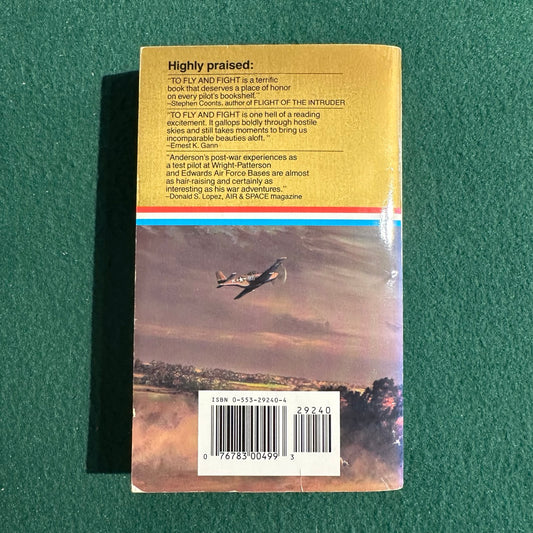 Highly praised:
"TO FLY AND FIGHT is a terrific
book that deserves a place of honor
on every pilot's bookshelf."
–Stephen Coonts, author of FLIGHT OF THE INTRUDER
"TO FLY AND FIGHT is one hell of a reading
excitement. It gallops boldly through hostile
skies and still takes moments to bring us
incomparable beauties aloft."
–Ernest K. Gann
"Anderson's post-war experiences as
a test pilot at Wright-Patterson
and Edwards Air Force Bases are almost
as hair-raising and certainly as
interesting as his war adventures."
–Donald S. Lopez, AIR & SPACE magazine
ISBN 0-553-29240-4
29240
0 76783 00499 3